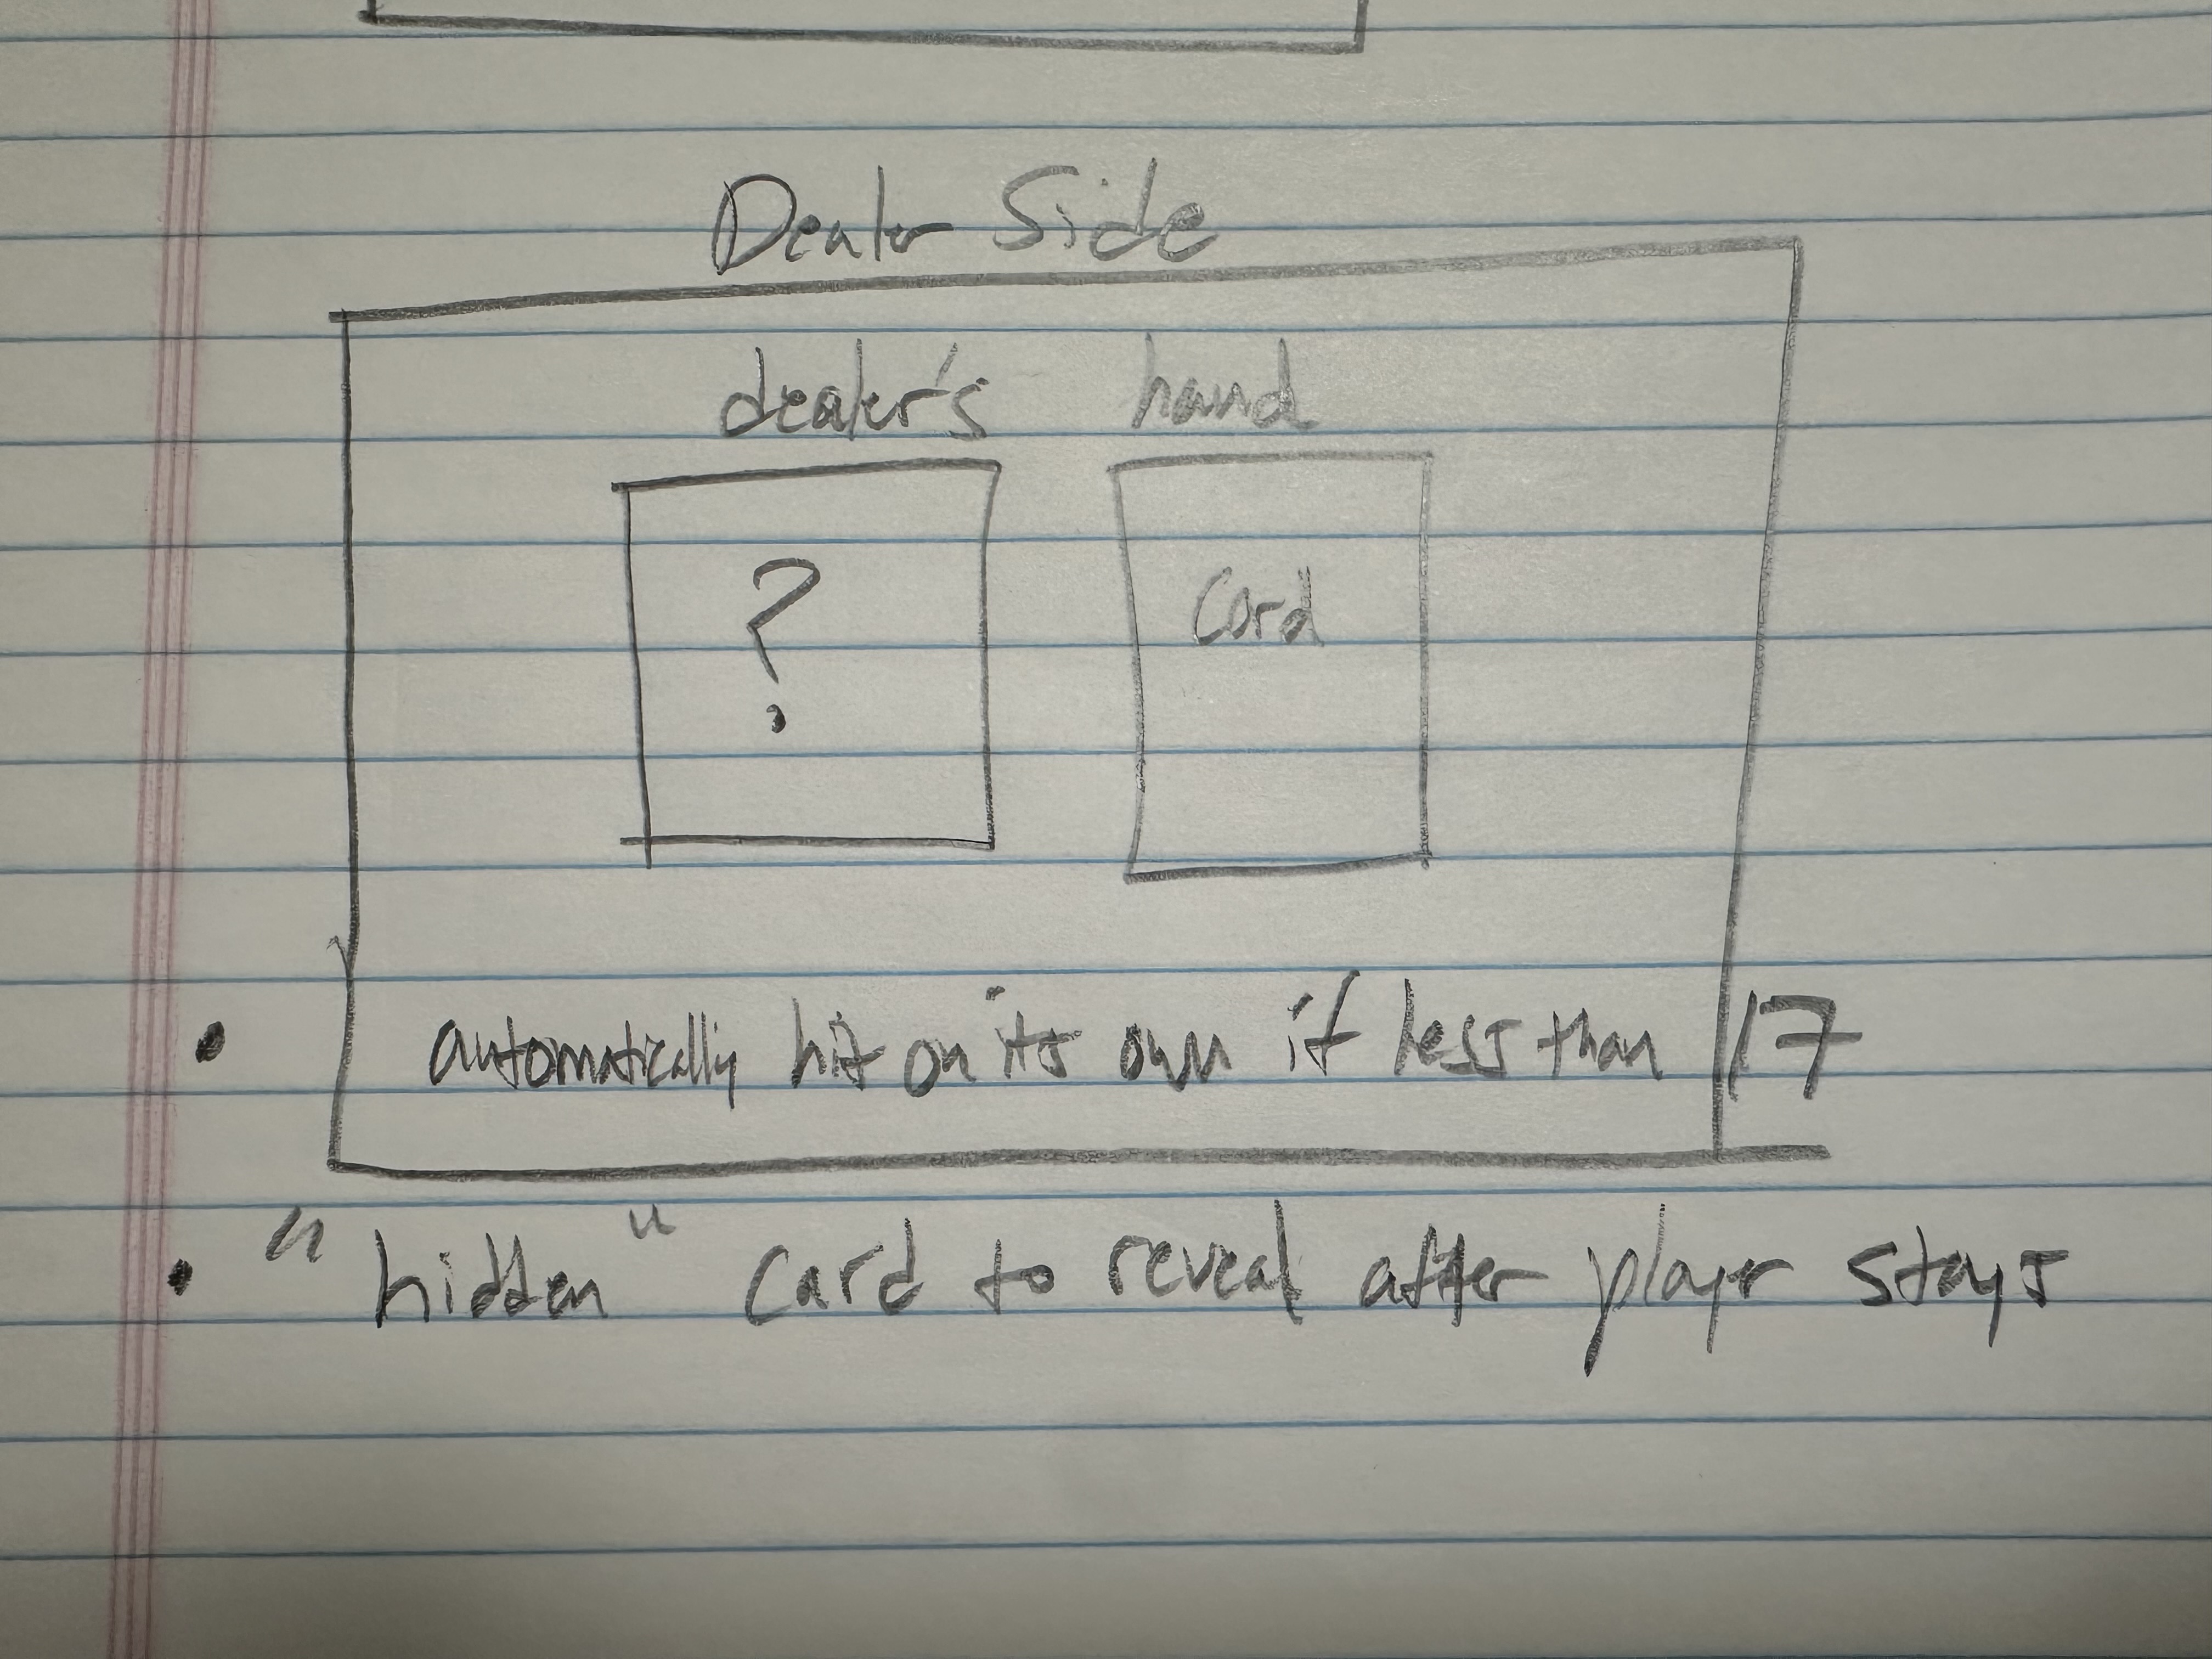 Dealer Side
dealer's hand
? Card
• automatically hit on its own if less than 17
• "hidden" card to reveal after player stays